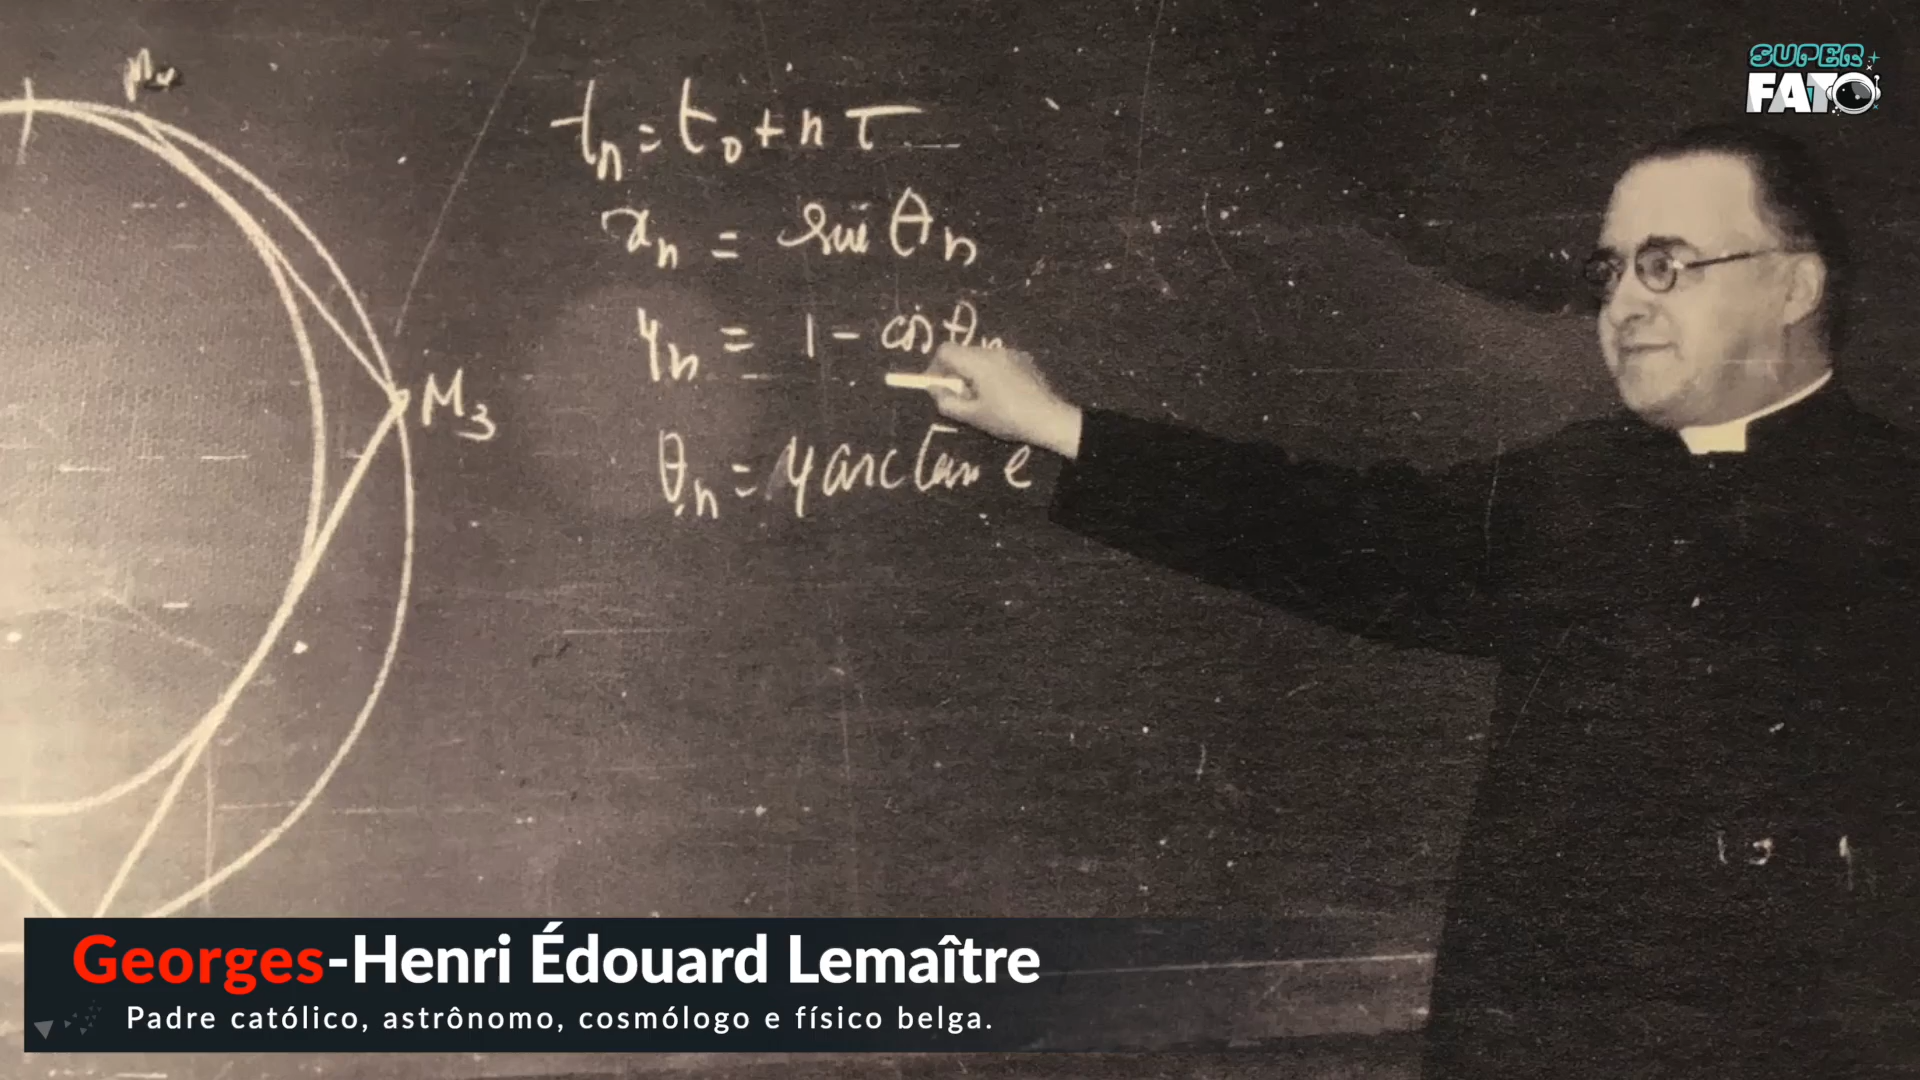 SUPER
FATO
tn = t0 + n τ
xn = sin θn
yn = 1 - cos θn
θn = 4 arctan e
M3
Georges-Henri Édouard Lemaître
Padre católico, astrônomo, cosmólogo e físico belga.